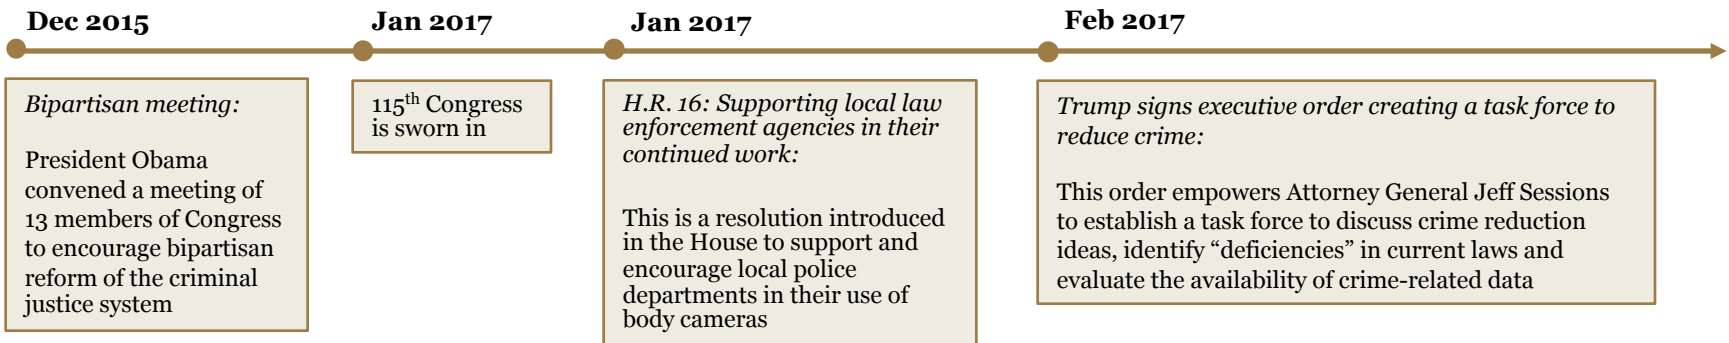 Dec 2015
Bipartisan meeting:
President Obama
convened a meeting of
13 members of Congress
to encourage bipartisan
reform of the criminal
justice system
Jan 2017
115th Congress
is sworn in
Jan 2017
H.R. 16: Supporting local law
enforcement agencies in their
continued work:
This is a resolution introduced
in the House to support and
encourage local police
departments in their use of
body cameras
Feb 2017
Trump signs executive order creating a task force to
reduce crime:
This order empowers Attorney General Jeff Sessions
to establish a task force to discuss crime reduction
ideas, identify “deficiencies” in current laws and
evaluate the availability of crime-related data